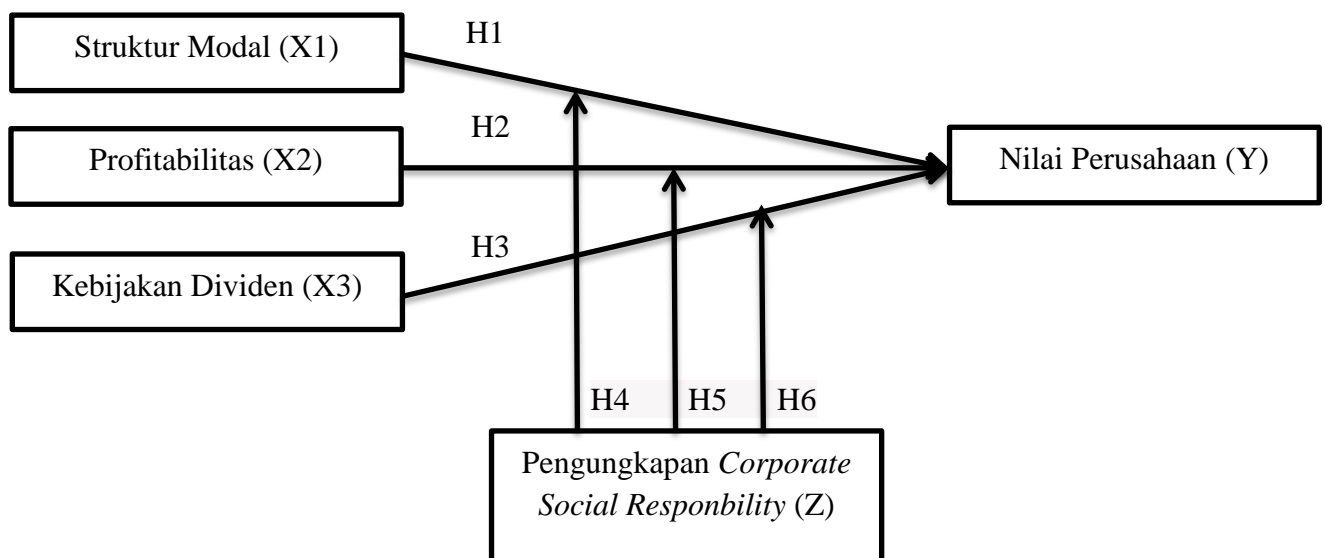 Struktur Modal (X1)
H1
Profitabilitas (X2)
H2
Nilai Perusahaan (Y)
Kebijakan Dividen (X3)
H3
H4
H5
H6
Pengungkapan Corporate
Social Responbility (Z)